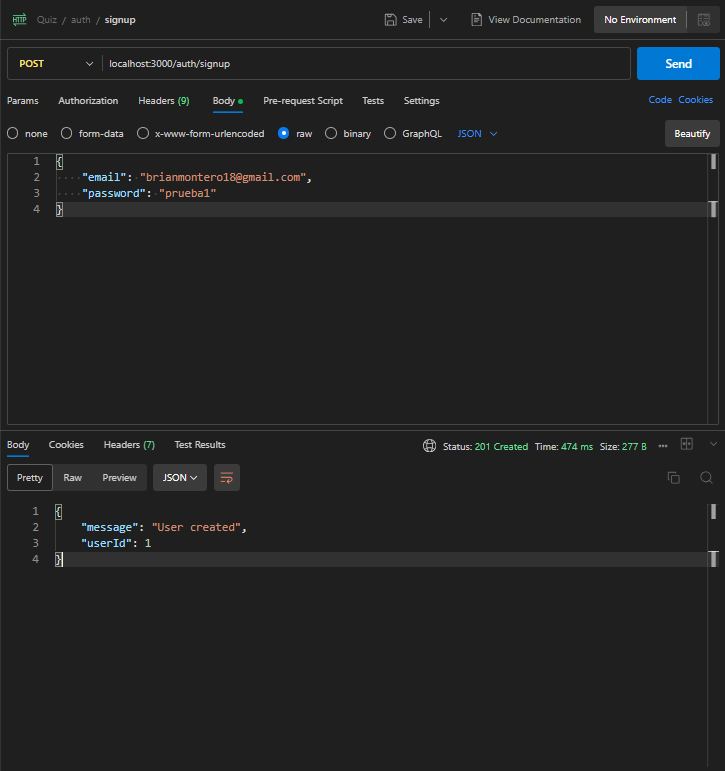 HTTP Quiz / auth / signup Save View Documentation No Environment
POST localhost:3000/auth/signup Send
Params Authorization Headers (9) Body Pre-request Script Tests Settings Code Cookies
none form-data x-www-form-urlencoded raw binary GraphQL JSON Beautify
1 {
2 "email": "brianmontero18@gmail.com",
3 "password": "prueba1"
4 }
Body Cookies Headers (7) Test Results Status: 201 Created Time: 474 ms Size: 277 B
Pretty Raw Preview JSON
1 {
2 "message": "User created",
3 "userId": 1
4 }